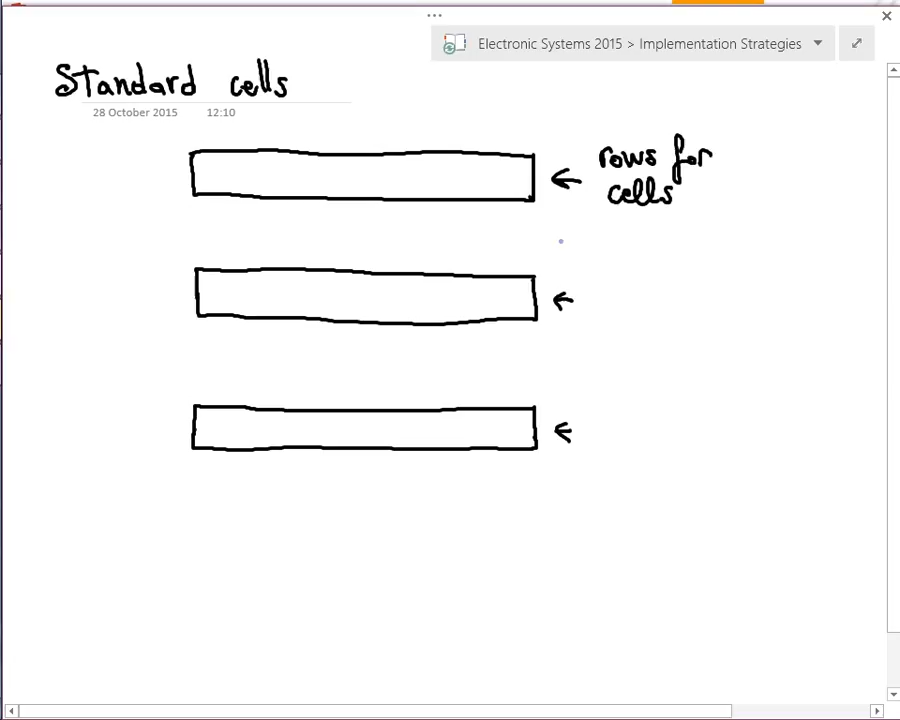 Electronic Systems 2015 > Implementation Strategies
Standard cells
28 October 2015 12:10
rows for
cells